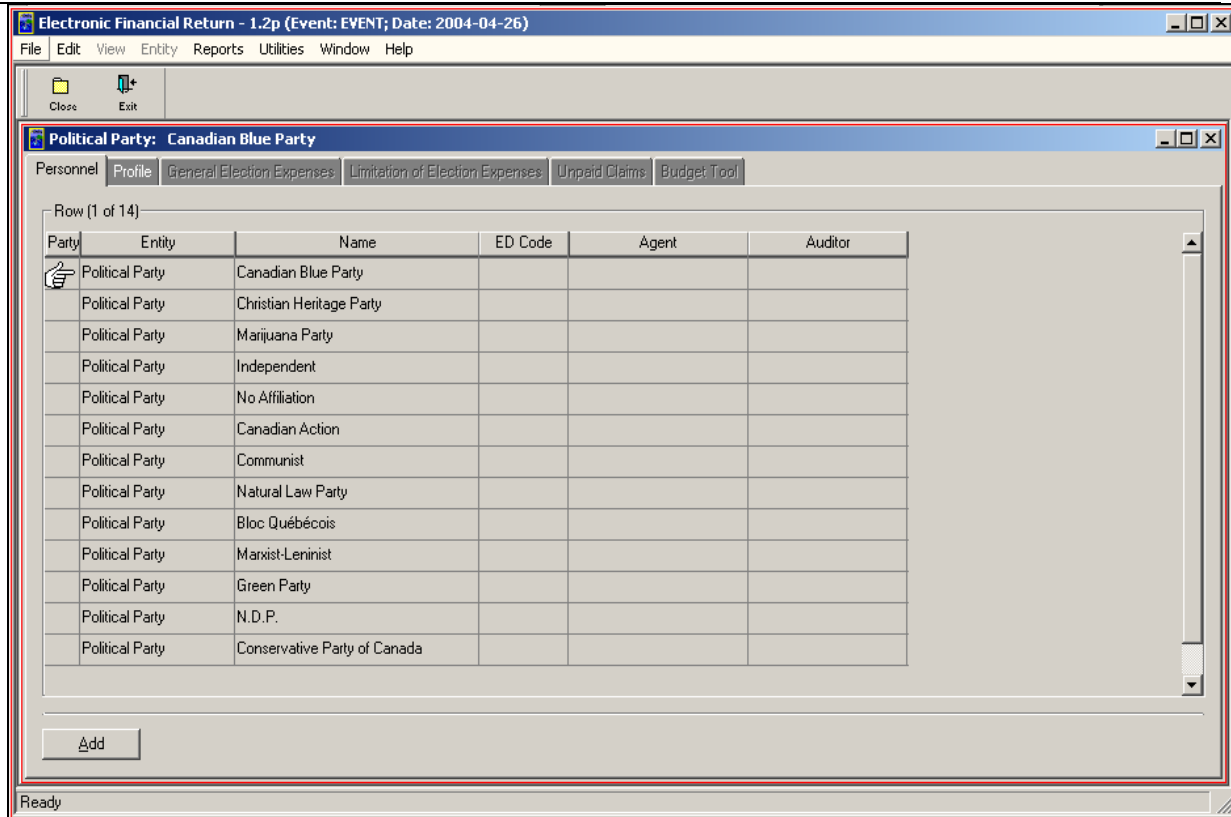 Electronic Financial Return - 1.2p (Event: EVENT; Date: 2004-04-26)
File Edit View Entity Reports Utilities Window Help
Close Exit
Political Party: Canadian Blue Party
Personnel Profile General Election Expenses Limitation of Election Expenses Unpaid Claims Budget Tool
Row (1 of 14)
Party Entity Name ED Code Agent Auditor
Political Party Canadian Blue Party
Political Party Christian Heritage Party
Political Party Marijuana Party
Political Party Independent
Political Party No Affiliation
Political Party Canadian Action
Political Party Communist
Political Party Natural Law Party
Political Party Bloc Québécois
Political Party Marxist-Leninist
Political Party Green Party
Political Party N.D.P.
Political Party Conservative Party of Canada
Add
Ready